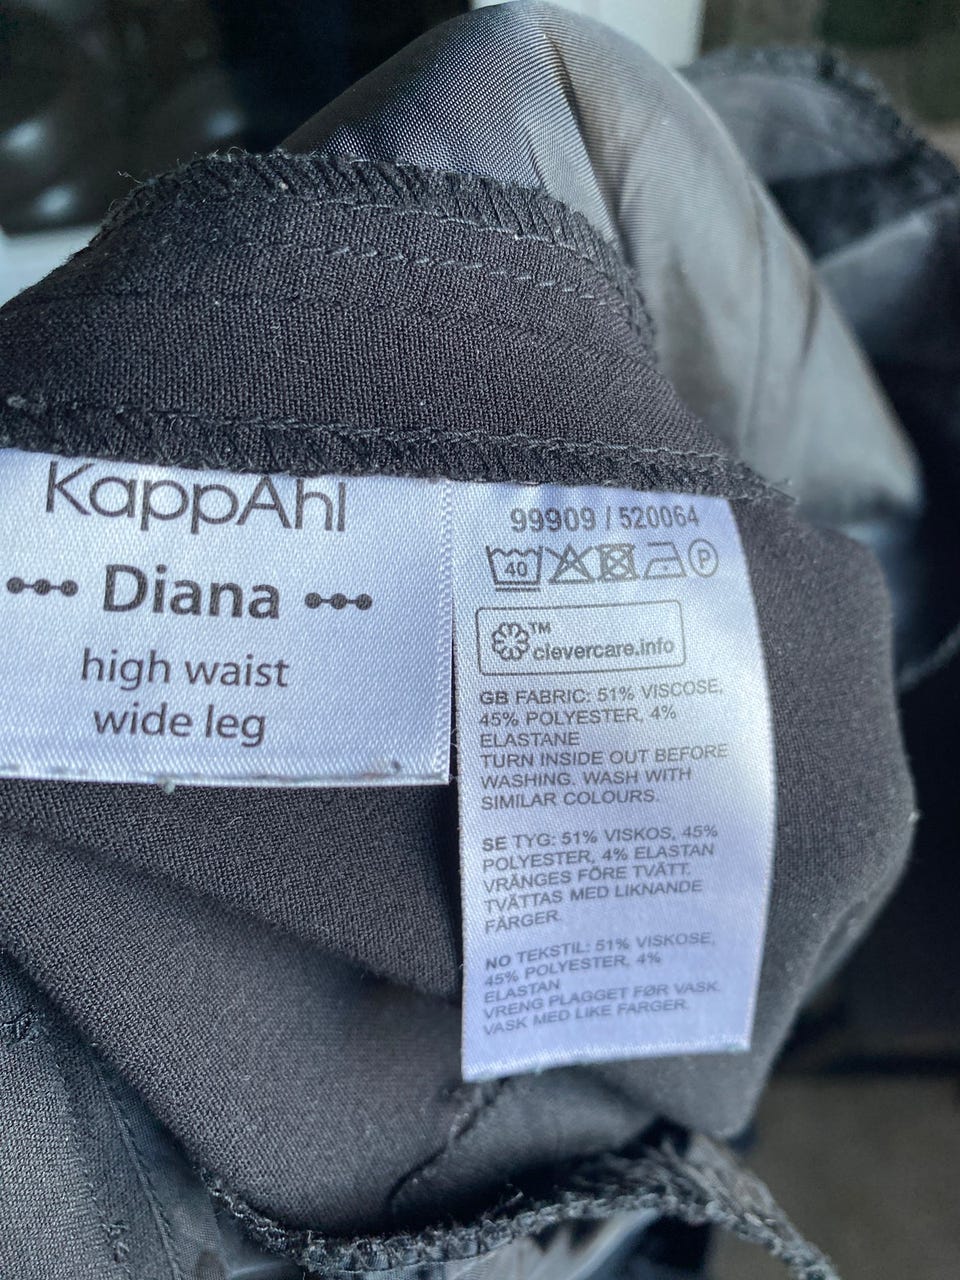 KappAhl
Diana
high waist
wide leg
99909 / 520064
40 P
TM
clevercare.info
GB FABRIC: 51% VISCOSE,
45% POLYESTER, 4%
ELASTANE
TURN INSIDE OUT BEFORE
WASHING. WASH WITH
SIMILAR COLOURS.
SE TYG: 51% VISKOS, 45%
POLYESTER, 4% ELASTAN
VRÄNGES FÖRE TVÄTT.
TVÄTTAS MED LIKNANDE
FÄRGER.
NO TEKSTIL: 51% VISKOSE,
45% POLYESTER, 4%
ELASTAN
VRENG PLAGGET FØR VASK.
VASK MED LIKE FARGER.